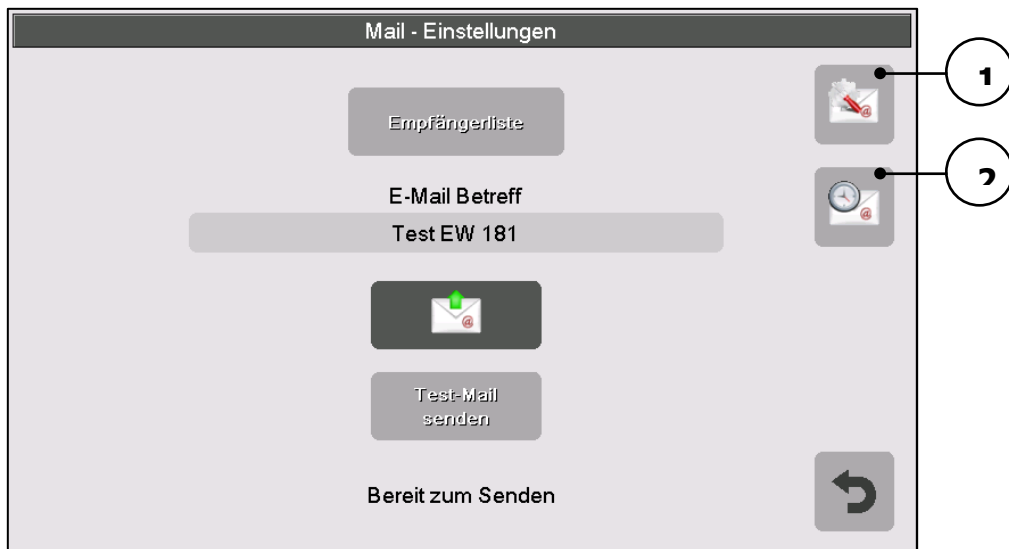 Mail - Einstellungen
1
Empfängerliste
2
E-Mail Betreff
Test EW 181
@
Test-Mail
senden
Bereit zum Senden